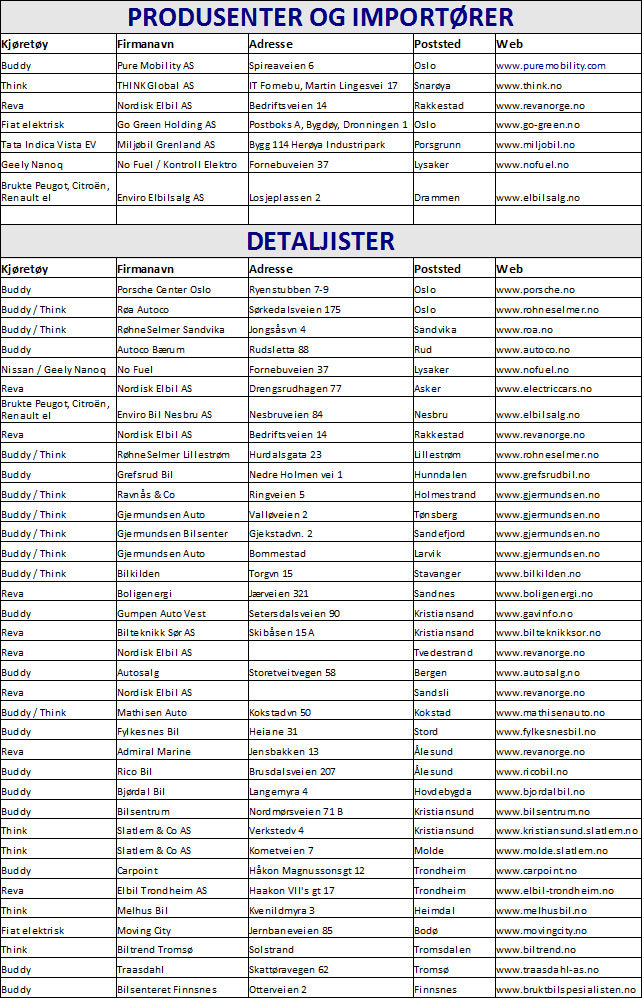 PRODUSENTER OG IMPORTØRER
Kjøretøy Firmanavn Adresse Poststed Web
Buddy Pure Mobility AS Spireaveien 6 Oslo www.puremobility.com
Think THINK Global AS IT Fornebu, Martin Lingesvei 17 Snarøya www.think.no
Reva Nordisk Elbil AS Bedriftsveien 14 Rakkestad www.revanorge.no
Fiat elektrisk Go Green Holding AS Postboks A, Bygdøy, Dronningen 1 Oslo www.go-green.no
Tata Indica Vista EV Miljøbil Grenland AS Bygg 114 Herøya Industripark Porsgrunn www.miljobil.no
Geely Nanoq No Fuel / Kontroll Elektro Fornebuveien 37 Lysaker www.nofuel.no
Brukte Peugot, Citroën,
Renault el Enviro Elbilsalg AS Losjeplassen 2 Drammen www.elbilsalg.no
DETALJISTER
Kjøretøy Firmanavn Adresse Poststed Web
Buddy Porsche Center Oslo Ryenstubben 7-9 Oslo www.porsche.no
Buddy / Think Røa Autoco Sørkedalsveien 175 Oslo www.rohneselmer.no
Buddy / Think RøhneSelmer Sandvika Jongsåsvn 4 Sandvika www.roa.no
Buddy Autoco Bærum Rudsletta 88 Rud www.autoco.no
Nissan / Geely Nanoq No Fuel Fornebuveien 37 Lysaker www.nofuel.no
Reva Nordisk Elbil AS Drengsrudhagen 77 Asker www.electriccars.no
Brukte Peugot, Citroën,
Renault el Enviro Bil Nesbru AS Nesbruveien 84 Nesbru www.elbilsalg.no
Reva Nordisk Elbil AS Bedriftsveien 14 Rakkestad www.revanorge.no
Buddy / Think RøhneSelmer Lillestrøm Hurdalsgata 23 Lillestrøm www.rohneselmer.no
Buddy Grefsrud Bil Nedre Holmen vei 1 Hunndalen www.grefsrudbil.no
Buddy / Think Ravnås & Co Ringveien 5 Holmestrand www.gjermundsen.no
Buddy / Think Gjermundsen Auto Valløveien 2 Tønsberg www.gjermundsen.no
Buddy / Think Gjermundsen Bilsenter Gjekstadvn. 2 Sandefjord www.gjermundsen.no
Buddy / Think Gjermundsen Auto Bommestad Larvik www.gjermundsen.no
Buddy / Think Bilkilden Torgvn 15 Stavanger www.bilkilden.no
Reva Boligenergi Jærveien 321 Sandnes www.boligenergi.no
Buddy Gumpen Auto Vest Setersdalsveien 90 Kristiansand www.gavinfo.no
Reva Bilteknikk Sør AS Skibåsen 15 A Kristiansand www.bilteknikksor.no
Reva Nordisk Elbil AS Tvedestrand www.revanorge.no
Buddy Autosalg Storetveitvegen 58 Bergen www.autosalg.no
Reva Nordisk Elbil AS Sandsli www.revanorge.no
Buddy / Think Mathisen Auto Kokstadvn 50 Kokstad www.mathisenauto.no
Buddy Fylkesnes Bil Heiane 31 Stord www.fylkesnesbil.no
Reva Admiral Marine Jensbakken 13 Ålesund www.revanorge.no
Buddy Rico Bil Brusdalsveien 207 Ålesund www.ricobil.no
Buddy Bjørdal Bil Langemyra 4 Hovdebygda www.bjordalbil.no
Buddy Bilsentrum Nordmørsveien 71 B Kristiansund www.bilsentrum.no
Think Slatlem & Co AS Verkstedv 4 Kristiansund www.kristiansund.slatlem.no
Think Slatlem & Co AS Kometveien 7 Molde www.molde.slatlem.no
Buddy Carpoint Håkon Magnussonsgt 12 Trondheim www.carpoint.no
Reva Elbil Trondheim AS Haakon VII's gt 17 Trondheim www.elbil-trondheim.no
Think Melhus Bil Kvenildmyra 3 Heimdal www.melhusbil.no
Fiat elektrisk Moving City Jernbaneveien 85 Bodø www.movingcity.no
Think Biltrend Tromsø Solstrand Tromsdalen www.biltrend.no
Buddy Traasdahl Skattøravegen 62 Tromsø www.traasdahl-as.no
Buddy Bilsenteret Finnsnes Otterveien 2 Finnsnes www.bruktbilspesialisten.no